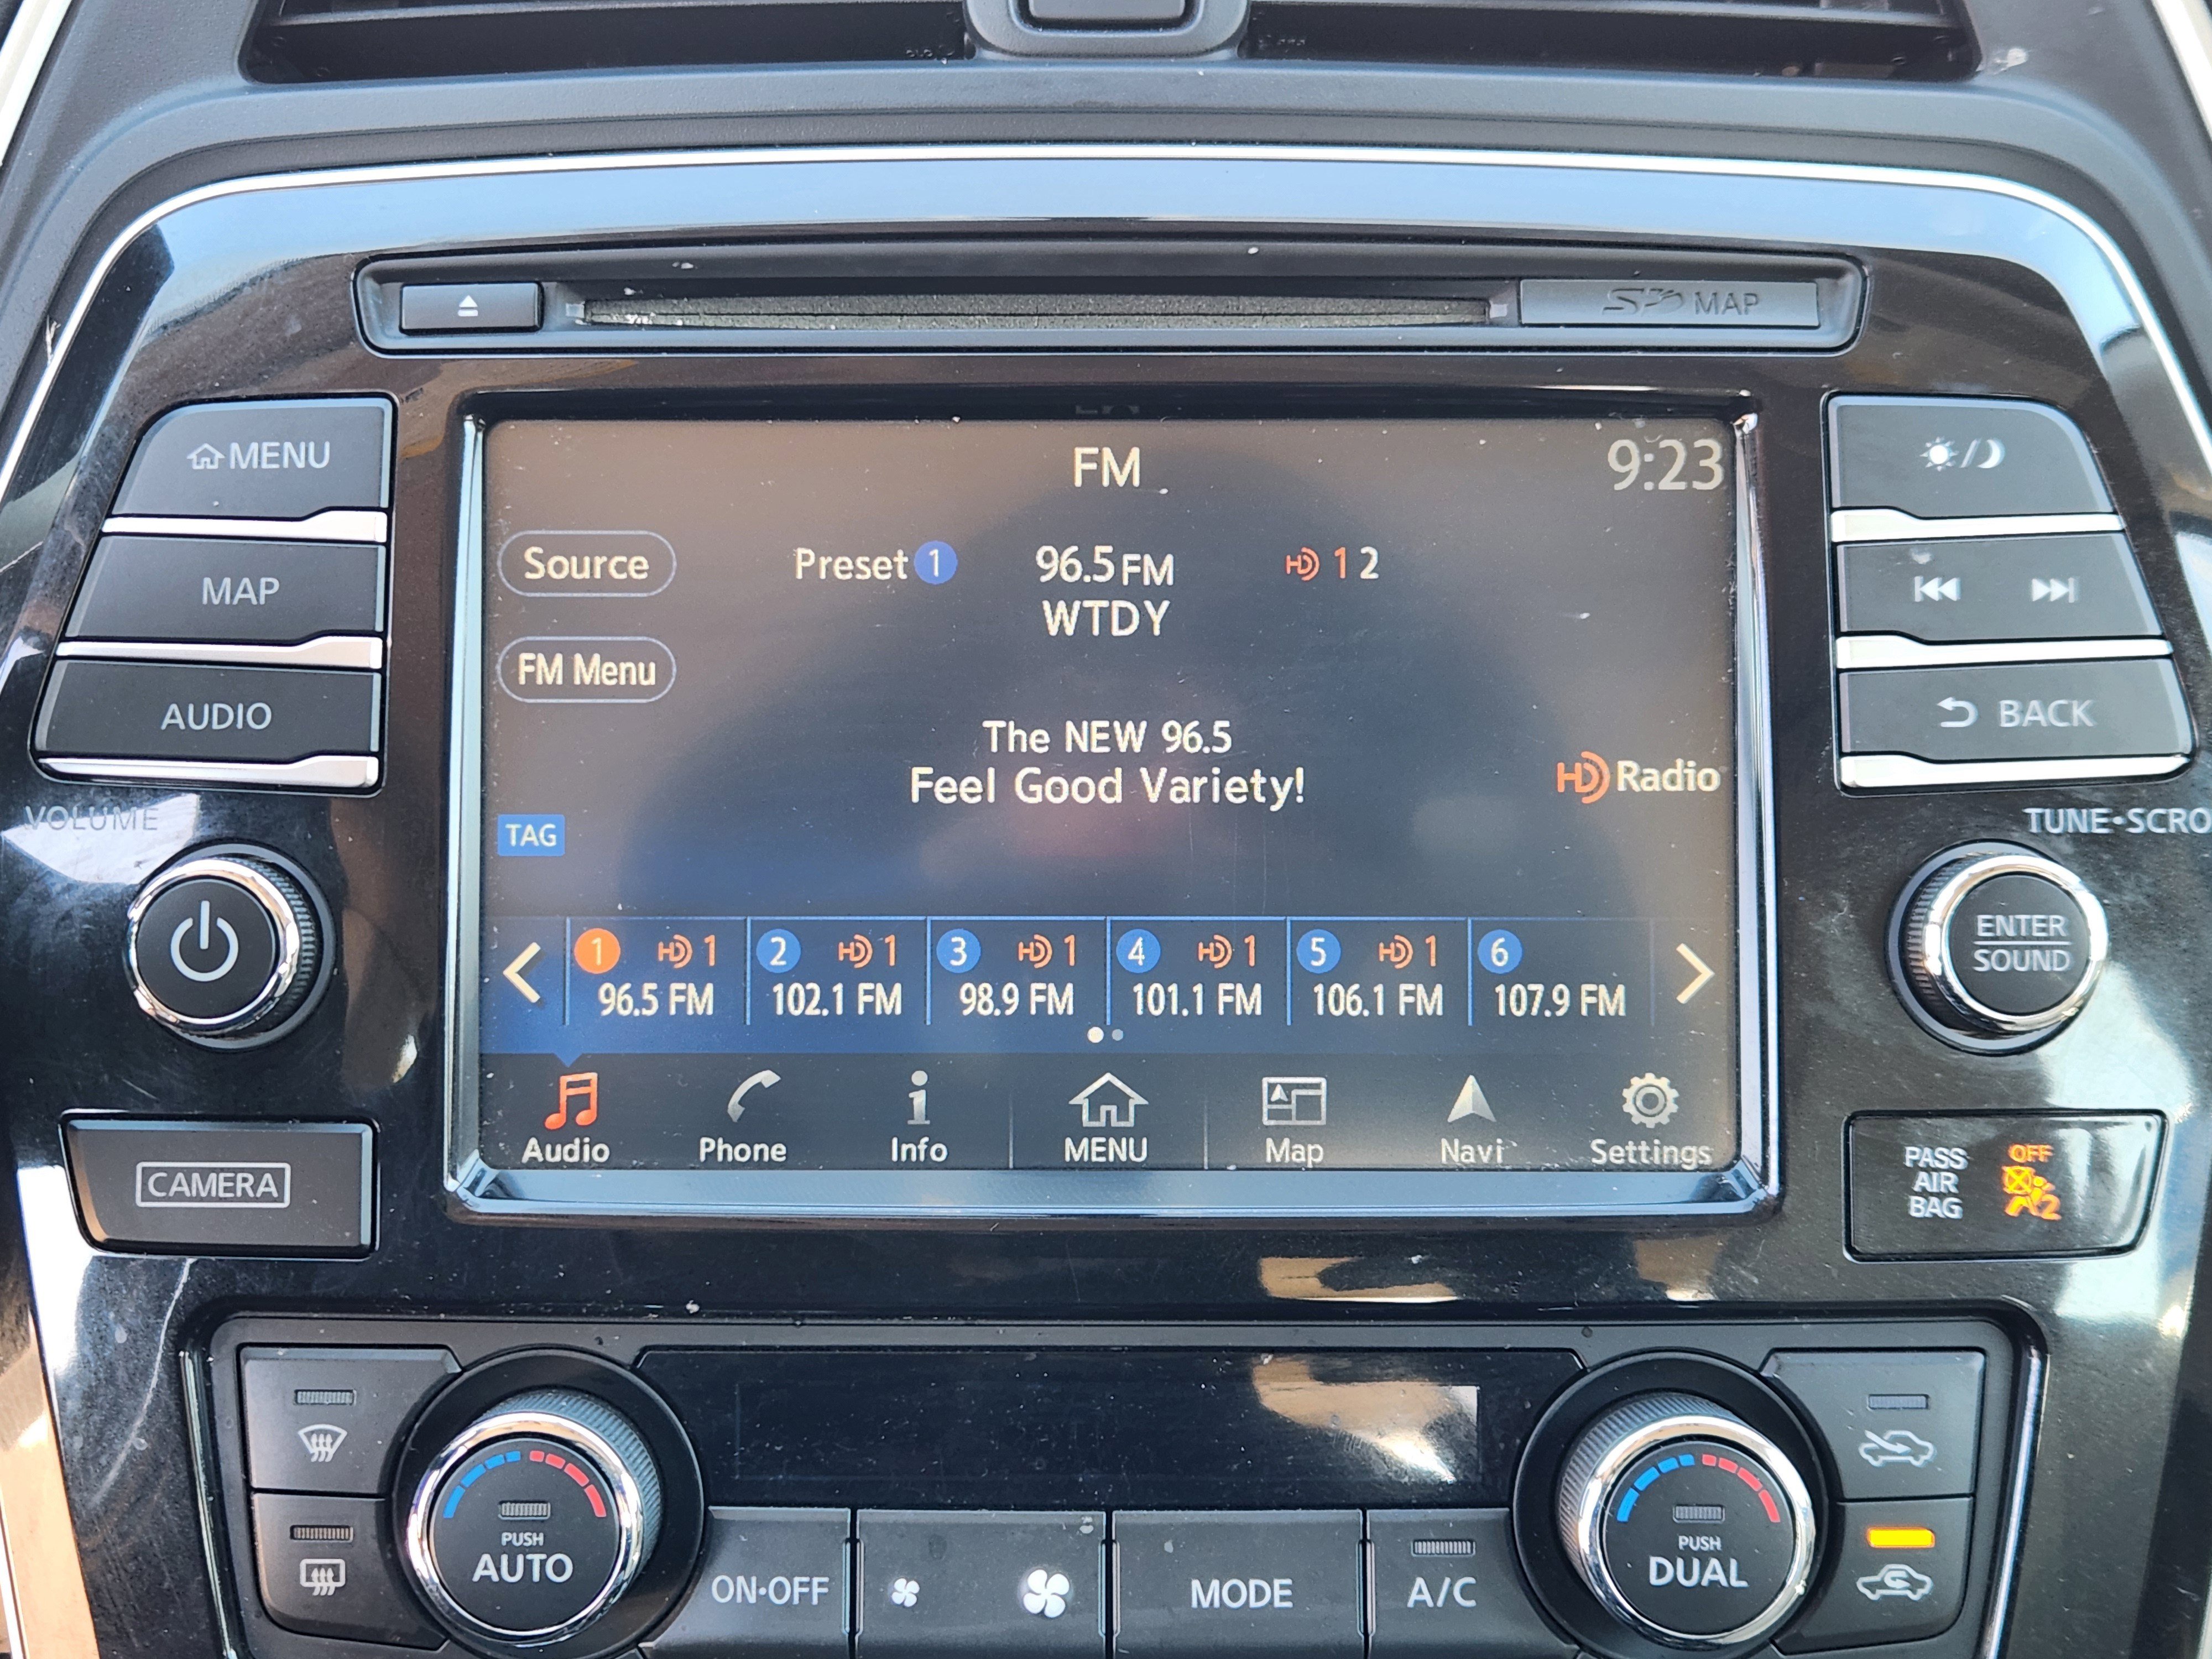 SD MAP
MENU
MAP
AUDIO
VOLUME
CAMERA
FM
9:23
Source
Preset 1
96.5 FM
HD 1 2
WTDY
FM Menu
The NEW 96.5
Feel Good Variety!
HD Radio
TAG
1 HD 1
96.5 FM
2 HD 1
102.1 FM
3 HD 1
98.9 FM
4 HD 1
101.1 FM
5 HD 1
106.1 FM
6
107.9 FM
Audio
Phone
Info
MENU
Map
Navi
Settings
BACK
TUNE•SCRO
ENTER
SOUND
PASS
AIR
BAG
OFF
2
PUSH
AUTO
ON•OFF
MODE
A/C
PUSH
DUAL